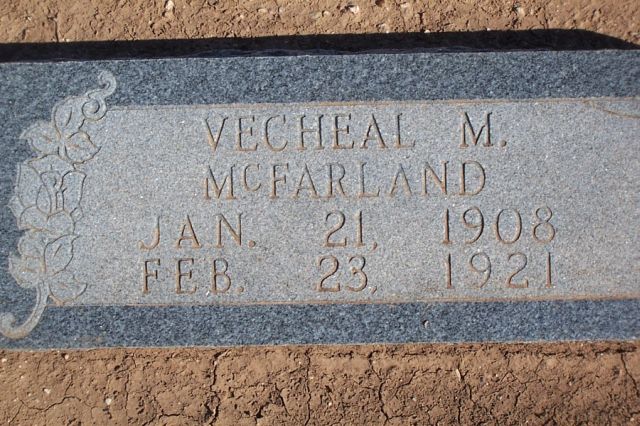 VECHEAL M.
McFARLAND
JAN. 21, 1908
FEB. 23, 1921